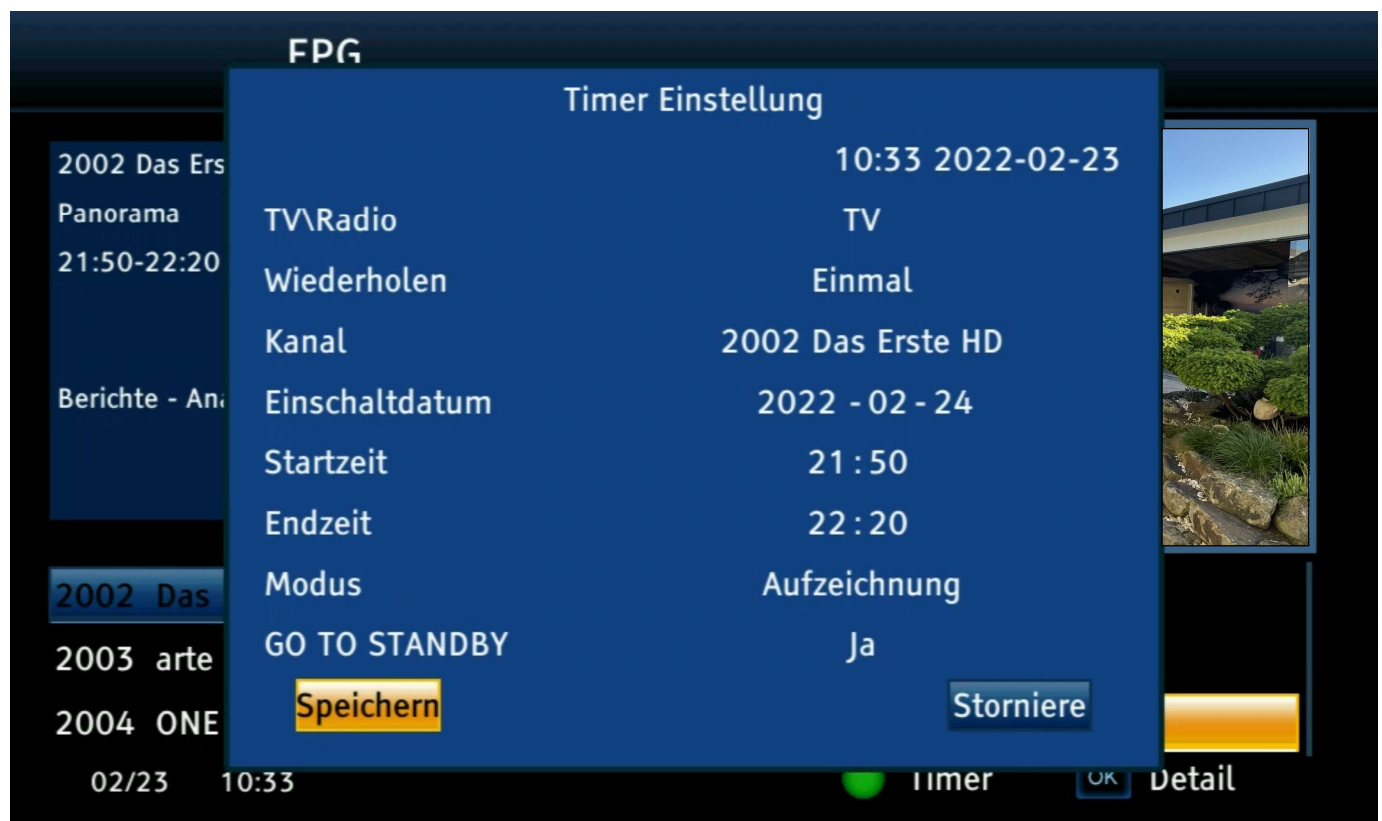 EPG
Timer Einstellung
10:33 2022-02-23
2002 Das Ers
Panorama
21:50-22:20
Berichte - Ana
TV\Radio TV
Wiederholen Einmal
Kanal 2002 Das Erste HD
Einschaltdatum 2022 - 02 - 24
Startzeit 21 : 50
Endzeit 22 : 20
Modus Aufzeichnung
GO TO STANDBY Ja
Speichern Storniere
2002 Das
2003 arte
2004 ONE
02/23 10:33 Timer OK Detail